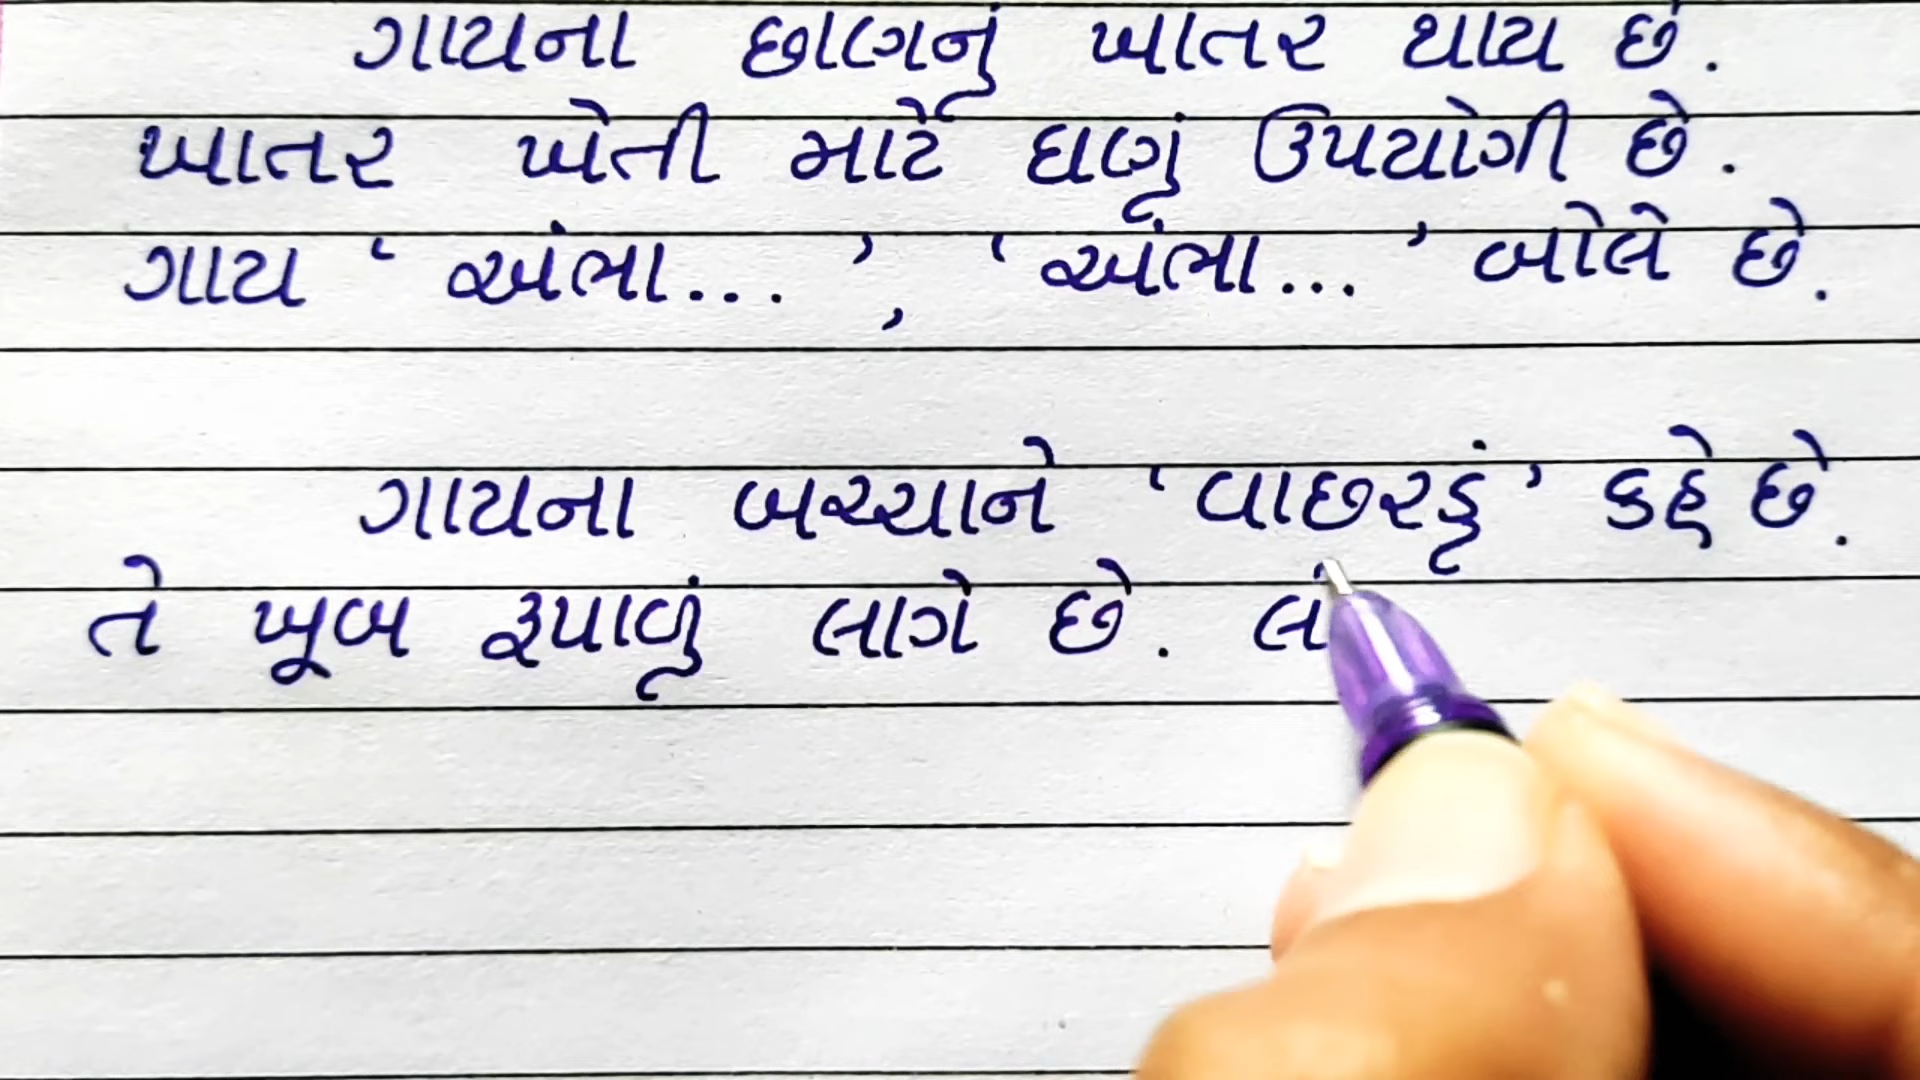 ગાયના છાણનું ખાતર થાય છે.
ખાતર ખેતી માટે ઘણું ઉપયોગી છે.
ગાય ‘ અંભા... ’, ‘ અંભા... ’ બોલે છે.
ગાયના બચ્ચાને ‘વાછરડું’ કહે છે.
તે ખૂબ રૂપાળું લાગે છે. લં